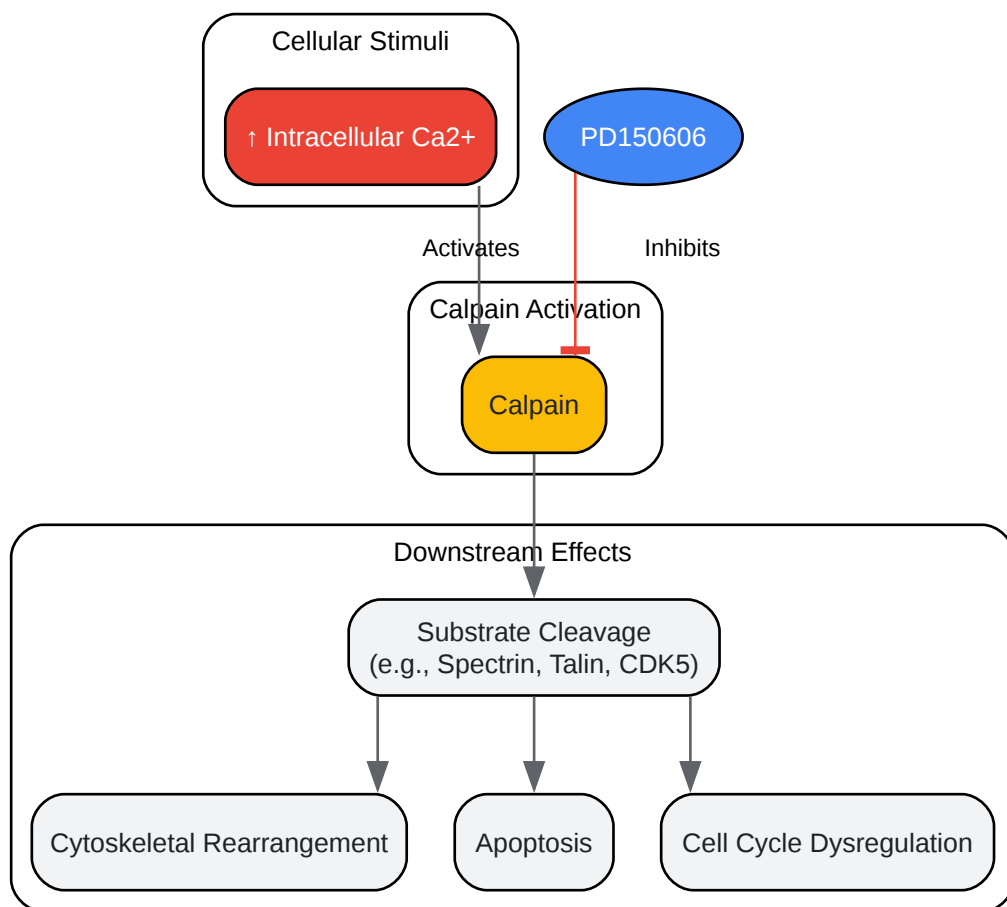 Cellular Stimuli
↑ Intracellular Ca2+
PD150606
Activates
Inhibits
Calpain Activation
Calpain
Downstream Effects
Substrate Cleavage
(e.g., Spectrin, Talin, CDK5)
Cytoskeletal Rearrangement
Apoptosis
Cell Cycle Dysregulation